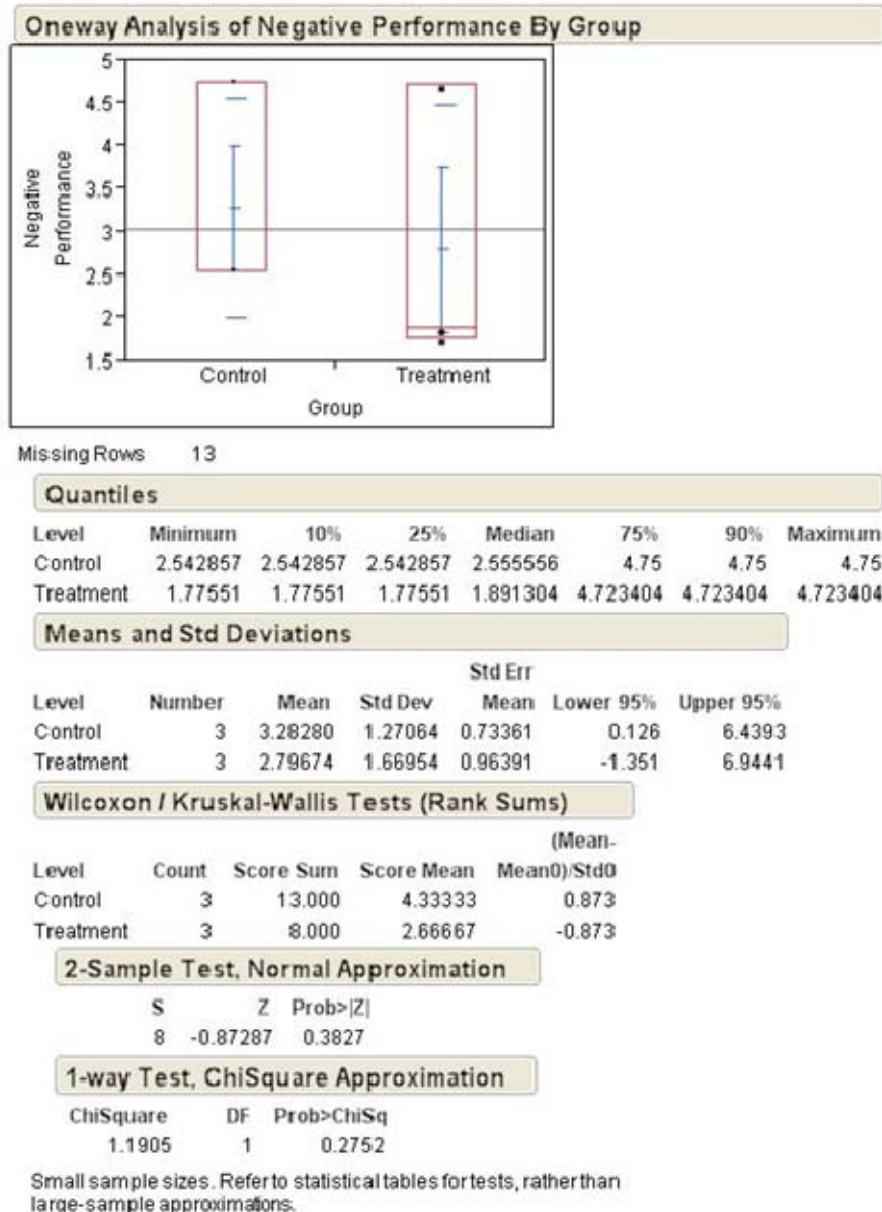 Oneway Analysis of Negative Performance By Group
5
4.5
4
3.5
3
2.5
2
1.5
Negative
Performance
Control Treatment
Group
Missing Rows 13
Quantiles
Level Minimum 10% 25% Median 75% 90% Maximum
Control 2.542857 2.542857 2.542857 2.555556 4.75 4.75 4.75
Treatment 1.77551 1.77551 1.77551 1.891304 4.723404 4.723404 4.723404
Means and Std Deviations
Std Err
Level Number Mean Std Dev Mean Lower 95% Upper 95%
Control 3 3.28280 1.27064 0.73361 0.126 6.4393
Treatment 3 2.79674 1.66954 0.96391 -1.351 6.9441
Wilcoxon / Kruskal-Wallis Tests (Rank Sums)
(Mean-
Level Count Score Sum Score Mean Mean0)/Std0
Control 3 13.000 4.33333 0.873
Treatment 3 8.000 2.66667 -0.873
2-Sample Test, Normal Approximation
S Z Prob>|Z|
8 -0.87287 0.3827
1-way Test, ChiSquare Approximation
ChiSquare DF Prob>ChiSq
1.1905 1 0.2752
Small sample sizes. Refer to statistical tables for tests, rather than
large-sample approximations.